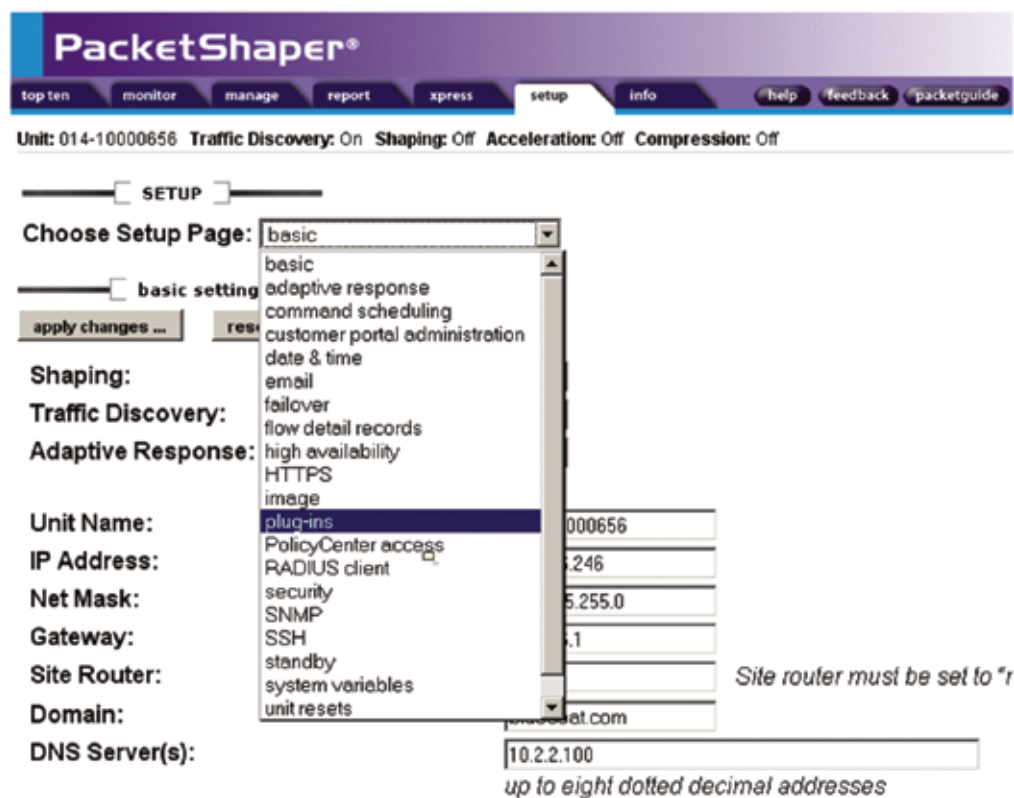 PacketShaper®
top ten monitor manage report xpress setup info help feedback packetguide
Unit: 014-10000656 Traffic Discovery: On Shaping: Off Acceleration: Off Compression: Off
SETUP
Choose Setup Page: basic
basic
adaptive response
command scheduling
customer portal administration
date & time
email
failover
flow detail records
high availability
HTTPS
image
plug-ins
PolicyCenter access
RADIUS client
security
SNMP
SSH
standby
system variables
unit resets
basic setting
apply changes ...
Shaping:
Traffic Discovery:
Adaptive Response:
Unit Name: 000656
IP Address: .246
Net Mask: 5.255.0
Gateway: .1
Site Router: Site router must be set to "r
Domain: at.com
DNS Server(s): 10.2.2.100
up to eight dotted decimal addresses